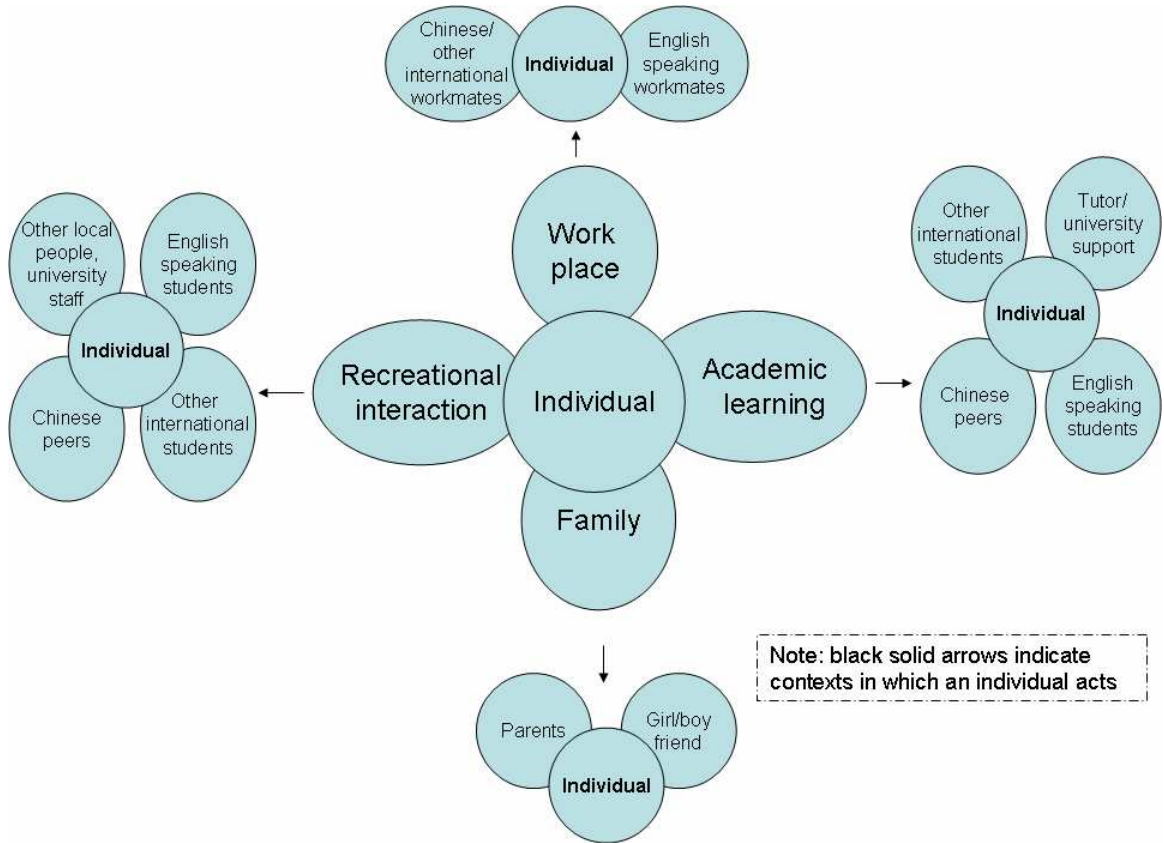 Chinese/
other
international
workmates
Individual
English
speaking
workmates
Work
place
Other local
people,
university
staff
English
speaking
students
Individual
Chinese
peers
Other
international
students
Recreational
interaction
Individual
Academic
learning
Family
Other
international
students
Tutor/
university
support
Individual
Chinese
peers
English
speaking
students
Note: black solid arrows indicate
contexts in which an individual acts
Parents
Girl/boy
friend
Individual